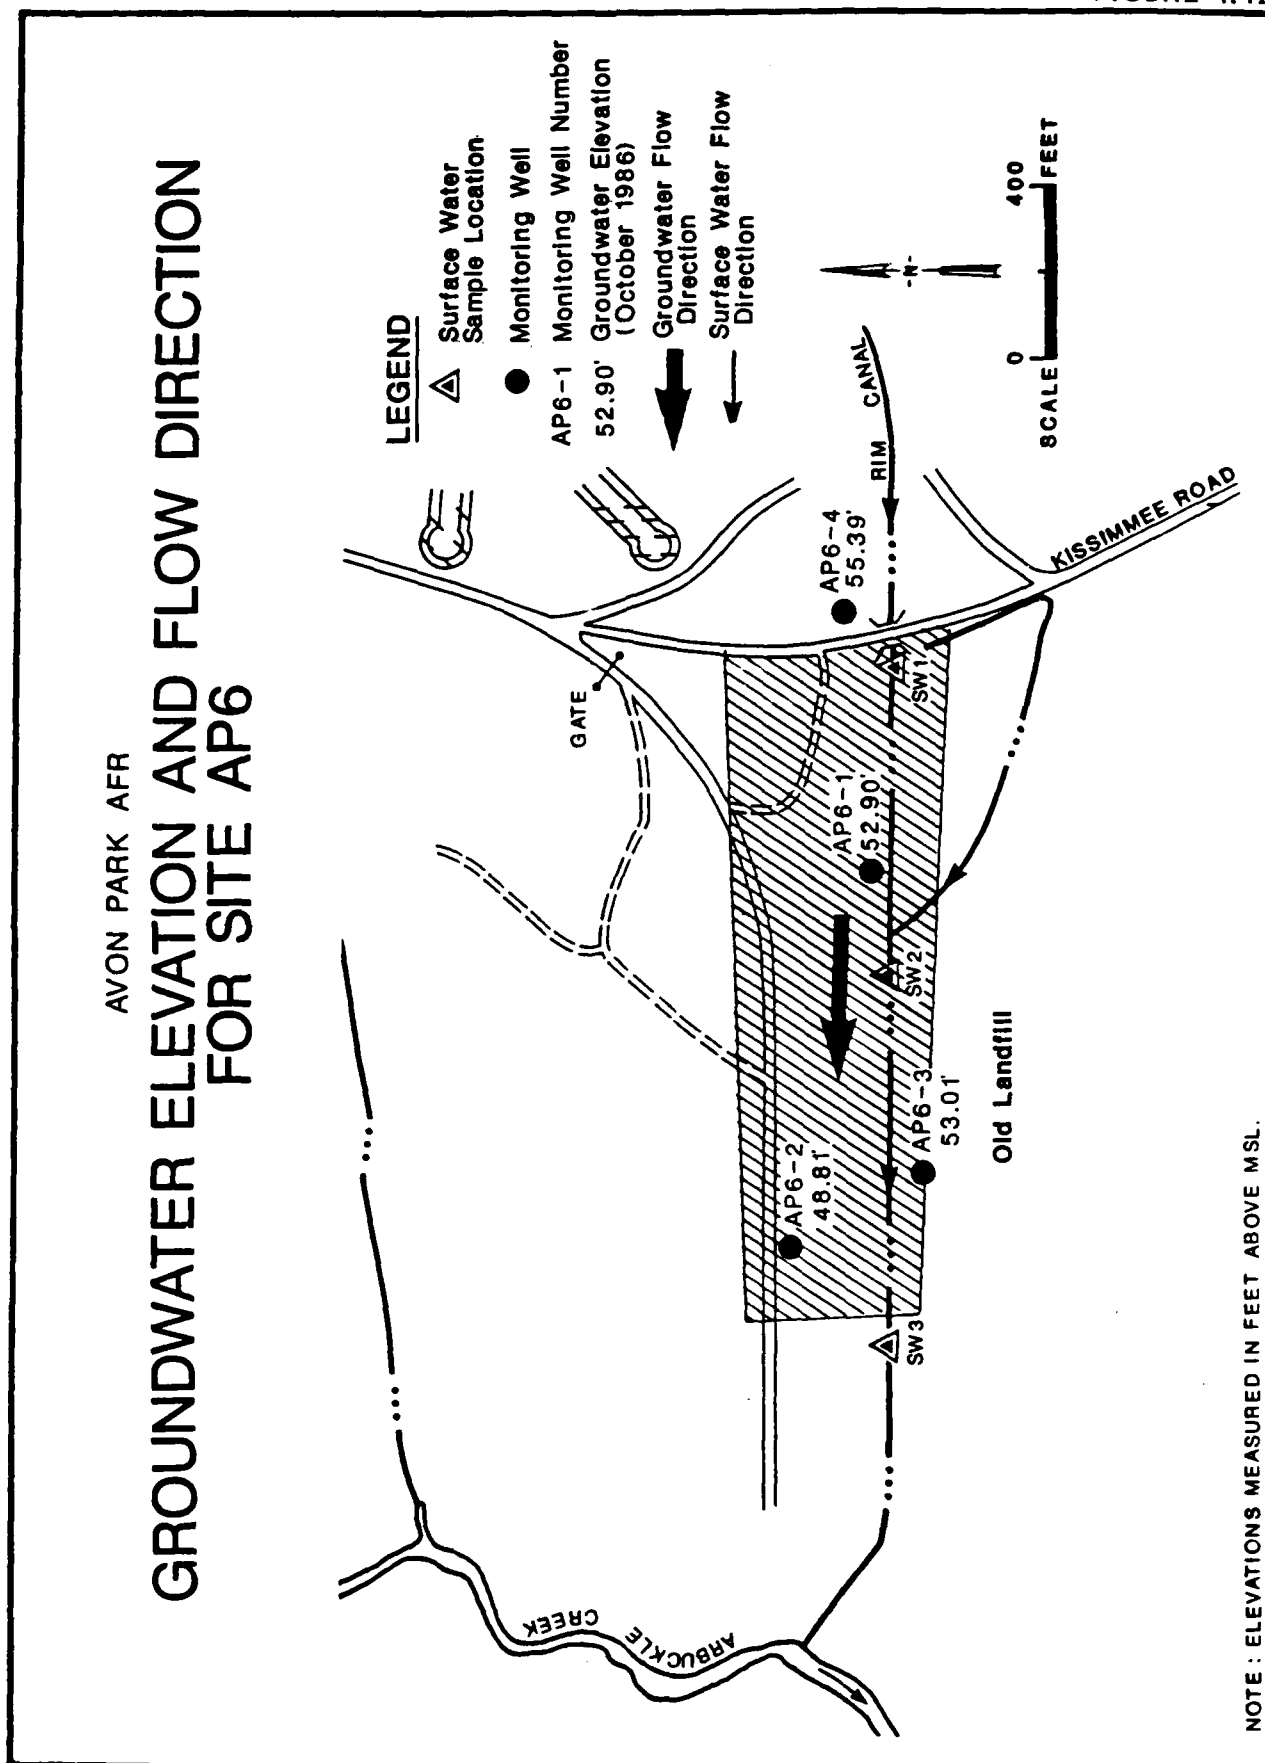 AVON PARK AFR
GROUNDWATER ELEVATION AND FLOW DIRECTION
FOR SITE AP6
LEGEND
Surface Water
Sample Location
Monitoring Well
AP6-1 Monitoring Well Number
52.90' Groundwater Elevation
(October 1986)
Groundwater Flow
Direction
Surface Water Flow
Direction
-N-
0 400
SCALE FEET
GATE
ARBUCKLE CREEK
AP6-2
48.81'
AP6-1
52.90'
AP6-4
55.39'
RIM CANAL
SW3
AP6-3
53.01'
SW2
SW1
KISSIMMEE ROAD
Old Landfill
NOTE : ELEVATIONS MEASURED IN FEET ABOVE MSL.